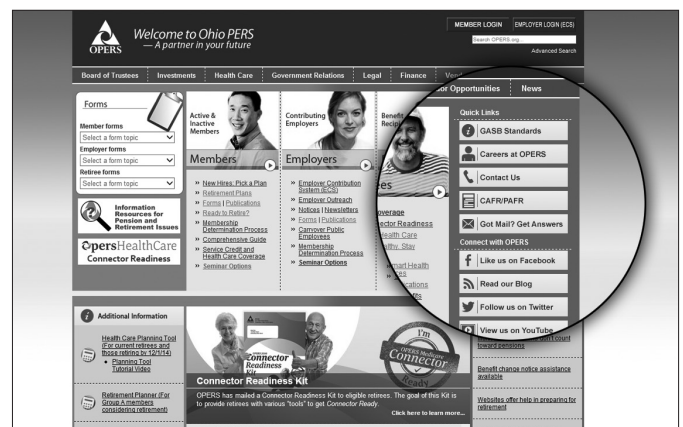 MEMBER LOGIN
EMPLOYER LOGIN (ECS)
Welcome to Ohio PERS
— A partner in your future
OPERS
Search OPERS.org...
Advanced Search
Board of Trustees
Investments
Health Care
Government Relations
Legal
Finance
or Opportunities
News
Forms
Member forms
Select a form topic
Employer forms
Select a form topic
Retiree forms
Select a form topic
Information
Resources for
Pension and
Retirement Issues
OpersHealthCare
Connector Readiness
Active &
Inactive
Members
Members
» New Hires: Pick a Plan
» Retirement Plans
» Forms | Publications
» Ready to Retire?
» Membership
Determination Process
» Comprehensive Guide
» Service Credit and
Health Care Coverage
» Seminar Options
Contributing
Employers
Employers
» Employer Contribution
System (ECS)
» Employer Outreach
» Notices | Newsletters
» Forms | Publications
» Carryover Public
Employees
» Membership
Determination Process
» Seminar Options
Benefit
Recipie
ees
overage
ector Readiness
Health Care
lthy, Stay
mart Health
ces
ications
Quick Links
GASB Standards
Careers at OPERS
Contact Us
CAFR/PAFR
Got Mail? Get Answers
Connect with OPERS
Like us on Facebook
Read our Blog
Follow us on Twitter
View us on YouTube
Additional Information
Health Care Planning Tool
(For current retirees and
those retiring by 12/1/14)
• Planning Tool
Tutorial Video
Retirement Planner (For
Group A members
considering retirement)
Connector
Readiness
Kit
I'm
OPERS Medicare
Connector
Ready
Connector Readiness Kit
OPERS has mailed a Connector Readiness Kit to eligible retirees. The goal of this Kit is
to provide retirees with various "tools" to get Connector Ready.
Click here to learn more...
count
toward pensions
Benefit change notice assistance
available
Websites offer help in preparing for
retirement